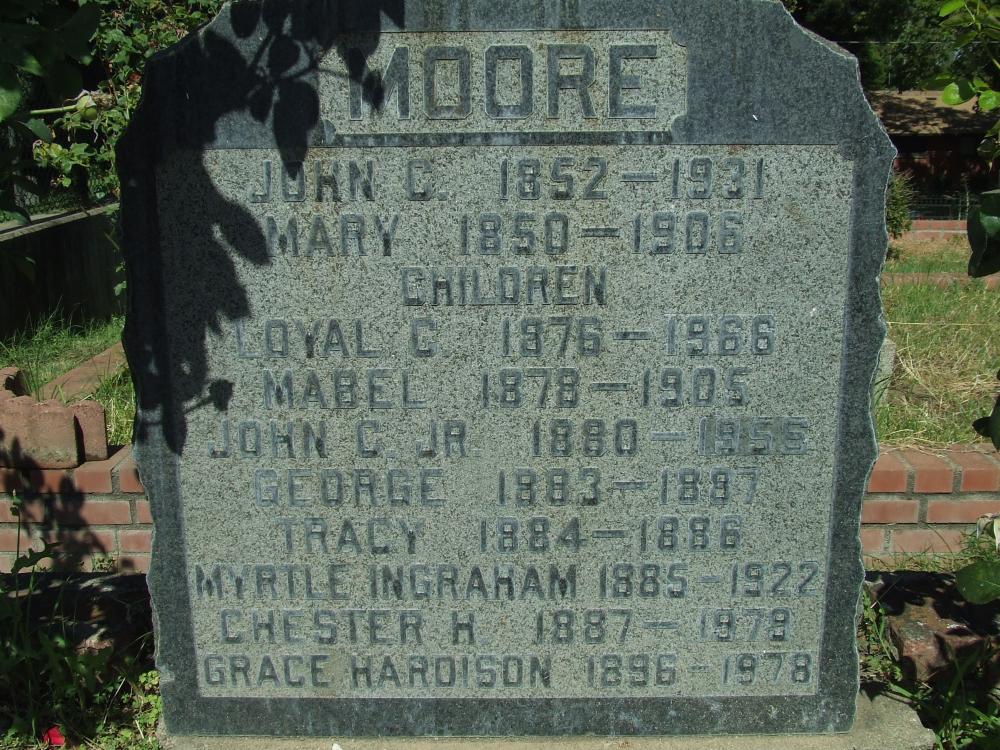 MOORE
JOHN C. 1852 - 1931
MARY 1850 - 1906
CHILDREN
LOYAL C. 1876 - 1966
MABEL 1878 - 1905
JOHN C. JR. 1880 - 1955
GEORGE 1883 - 1887
TRACY 1884 - 1886
MYRTLE INGRAHAM 1885 - 1922
CHESTER H. 1887 - 1979
GRACE HARDISON 1896 - 1978